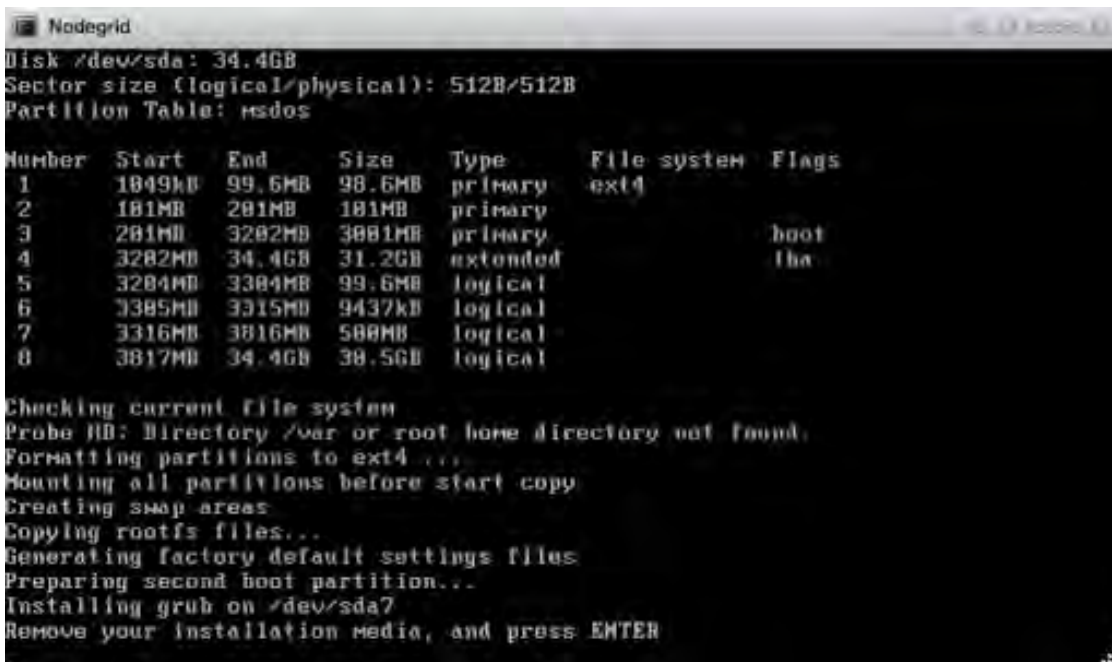 Nodegrid
Disk /dev/sda: 34.4GB
Sector size (logical/physical): 512B/512B
Partition Table: msdos
Number Start End Size Type File system Flags
1 1049kB 99.6MB 98.6MB primary ext4
2 101MB 201MB 101MB primary
3 201MB 3202MB 3001MB primary boot
4 3202MB 34.4GB 31.2GB extended lba
5 3204MB 3304MB 99.6MB logical
6 3305MB 3315MB 9437kB logical
7 3316MB 3816MB 500MB logical
8 3817MB 34.4GB 30.5GB logical
Checking current file system
Probe HD: Directory /var or root home directory not found.
Formatting partitions to ext4 ...
Mounting all partitions before start copy
Creating swap areas
Copying rootfs files...
Generating factory default settings files
Preparing second boot partition...
Installing grub on /dev/sda7
Remove your installation media, and press ENTER